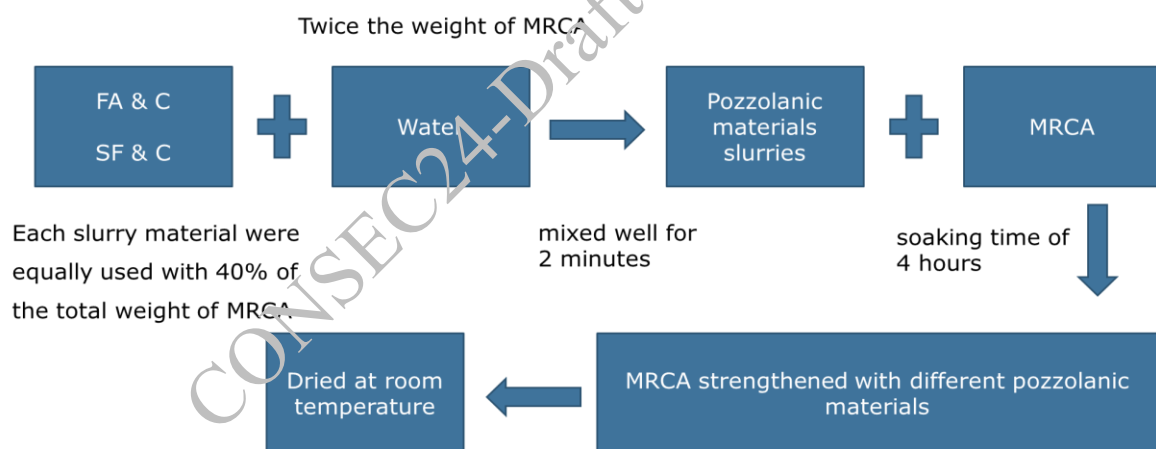 Twice the weight of MRCA
FA & C
SF & C
Water
Pozzolanic
materials
slurries
MRCA
Each slurry material were
equally used with 40% of
the total weight of MRCA
mixed well for
2 minutes
soaking time of
4 hours
Dried at room
temperature
MRCA strengthened with different pozzolanic
materials
CONSEC24-Draft